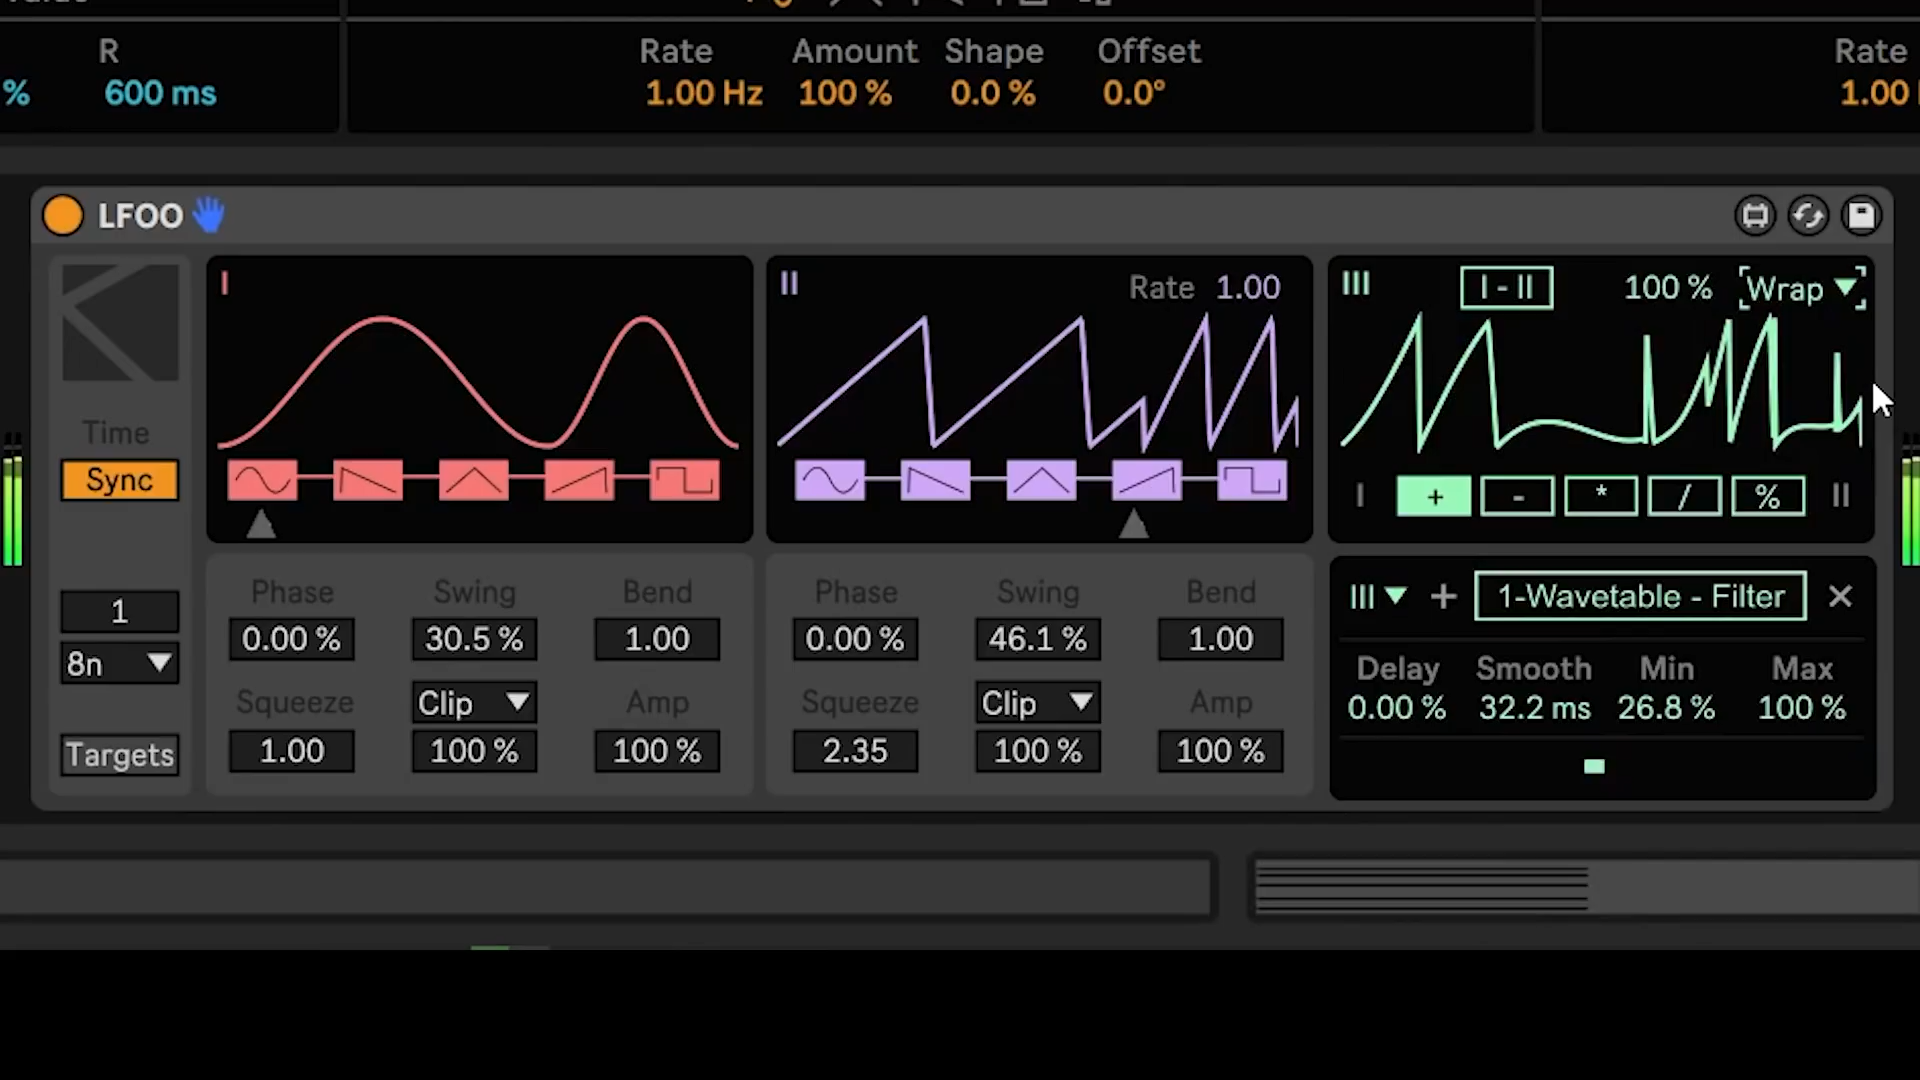 R
Rate Amount Shape Offset
Rate
% 600 ms
1.00 Hz 100 % 0.0 % 0.0°
1.00
LFOO
I
II Rate 1.00
III I - II 100 % Wrap
Time
Sync
1
8n
Targets
Phase Swing Bend
0.00 % 30.5 % 1.00
Squeeze Clip Amp
1.00 100 % 100 %
Phase Swing Bend
0.00 % 46.1 % 1.00
Squeeze Clip Amp
2.35 100 % 100 %
I + - * / % II
III + 1-Wavetable - Filter ×
Delay Smooth Min Max
0.00 % 32.2 ms 26.8 % 100 %